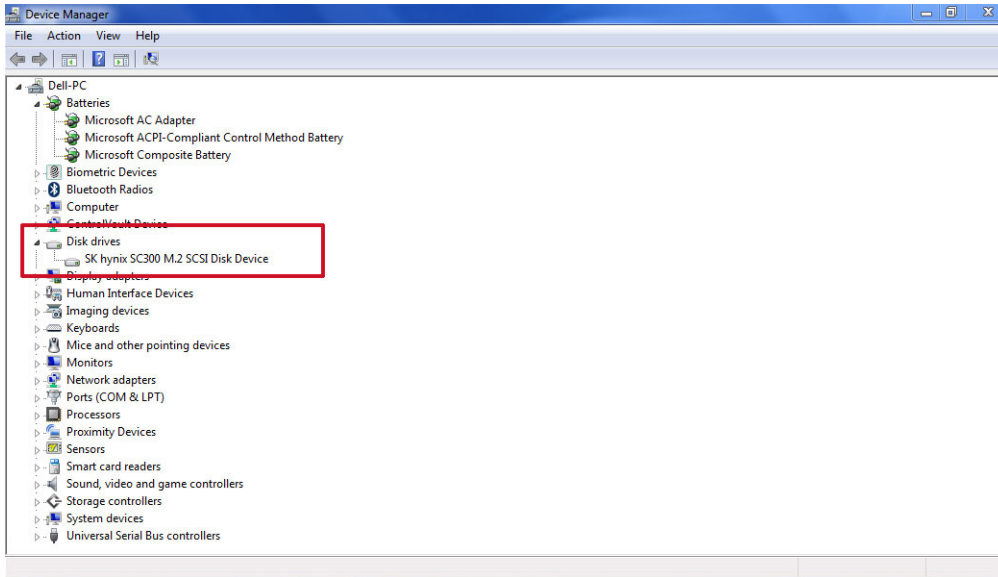 Device Manager
File Action View Help
Dell-PC
Batteries
Microsoft AC Adapter
Microsoft ACPI-Compliant Control Method Battery
Microsoft Composite Battery
Biometric Devices
Bluetooth Radios
Computer
ControlVault Device
Disk drives
SK hynix SC300 M.2 SCSI Disk Device
Display adapters
Human Interface Devices
Imaging devices
Keyboards
Mice and other pointing devices
Monitors
Network adapters
Ports (COM & LPT)
Processors
Proximity Devices
Sensors
Smart card readers
Sound, video and game controllers
Storage controllers
System devices
Universal Serial Bus controllers